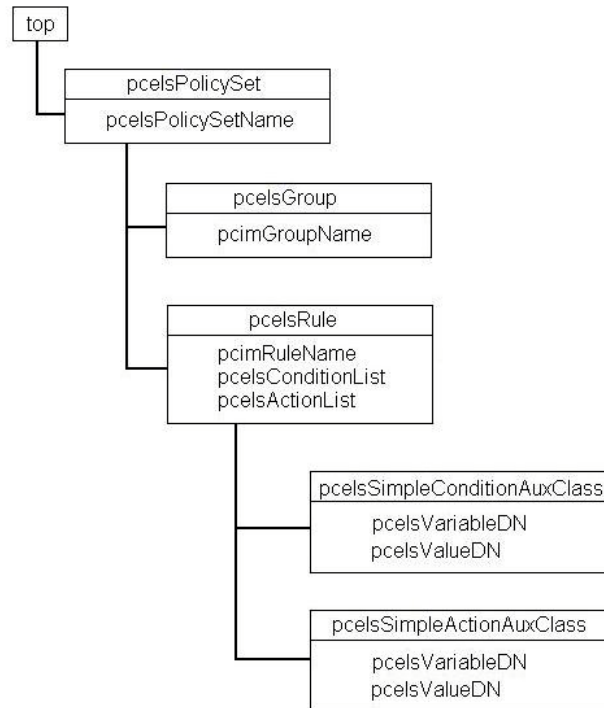 top
pcelsPolicySet
pcelsPolicySetName
pcelsGroup
pcimGroupName
pcelsRule
pcimRuleName
pcelsConditionList
pcelsActionList
pcelsSimpleConditionAuxClass
pcelsVariableDN
pcelsValueDN
pcelsSimpleActionAuxClass
pcelsVariableDN
pcelsValueDN